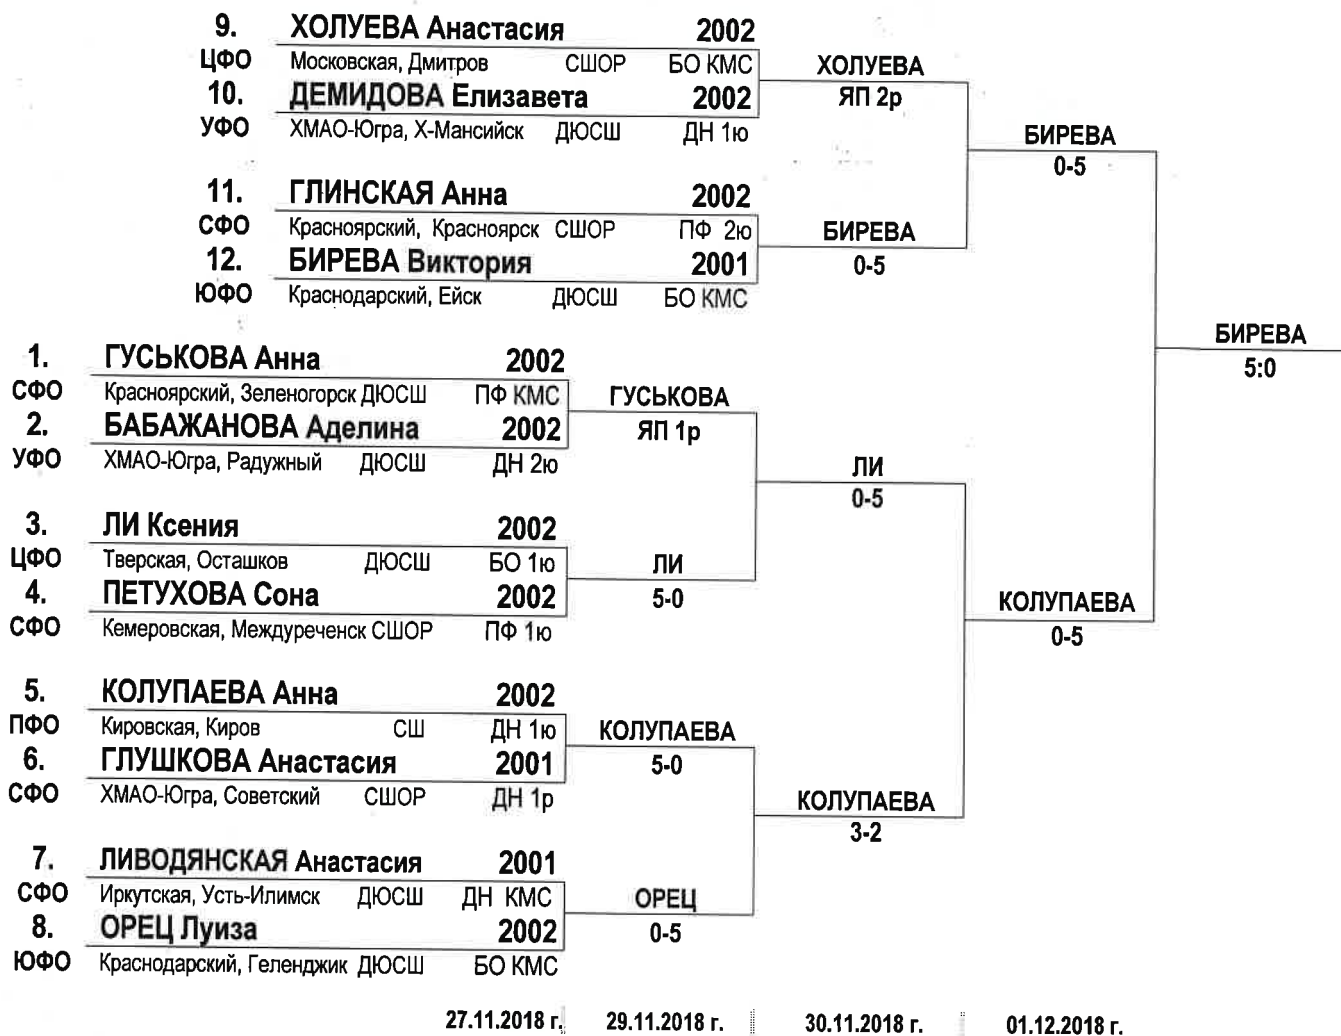 9. ХОЛУЕВА Анастасия 2002
ЦФО Московская, Дмитров СШОР БО КМС ХОЛУЕВА
10. ДЕМИДОВА Елизавета 2002 ЯП 2р
УФО ХМАО-Югра, Х-Мансийск ДЮСШ ДН 1ю БИРЕВА
0-5
11. ГЛИНСКАЯ Анна 2002
СФО Красноярский, Красноярск СШОР ПФ 2ю БИРЕВА
12. БИРЕВА Виктория 2001 0-5
ЮФО Краснодарский, Ейск ДЮСШ БО КМС
БИРЕВА
1. ГУСЬКОВА Анна 2002 5:0
СФО Красноярский, Зеленогорск ДЮСШ ПФ КМС ГУСЬКОВА
2. БАБАЖАНОВА Аделина 2002 ЯП 1р
УФО ХМАО-Югра, Радужный ДЮСШ ДН 2ю ЛИ
0-5
3. ЛИ Ксения 2002
ЦФО Тверская, Осташков ДЮСШ БО 1ю ЛИ
4. ПЕТУХОВА Сона 2002 5-0 КОЛУПАЕВА
СФО Кемеровская, Междуреченск СШОР ПФ 1ю 0-5
5. КОЛУПАЕВА Анна 2002
ПФО Кировская, Киров СШ ДН 1ю КОЛУПАЕВА
6. ГЛУШКОВА Анастасия 2001 5-0
СФО ХМАО-Югра, Советский СШОР ДН 1р КОЛУПАЕВА
3-2
7. ЛИВОДЯНСКАЯ Анастасия 2001
СФО Иркутская, Усть-Илимск ДЮСШ ДН КМС ОРЕЦ
8. ОРЕЦ Луиза 2002 0-5
ЮФО Краснодарский, Геленджик ДЮСШ БО КМС
27.11.2018 г. 29.11.2018 г. 30.11.2018 г. 01.12.2018 г.